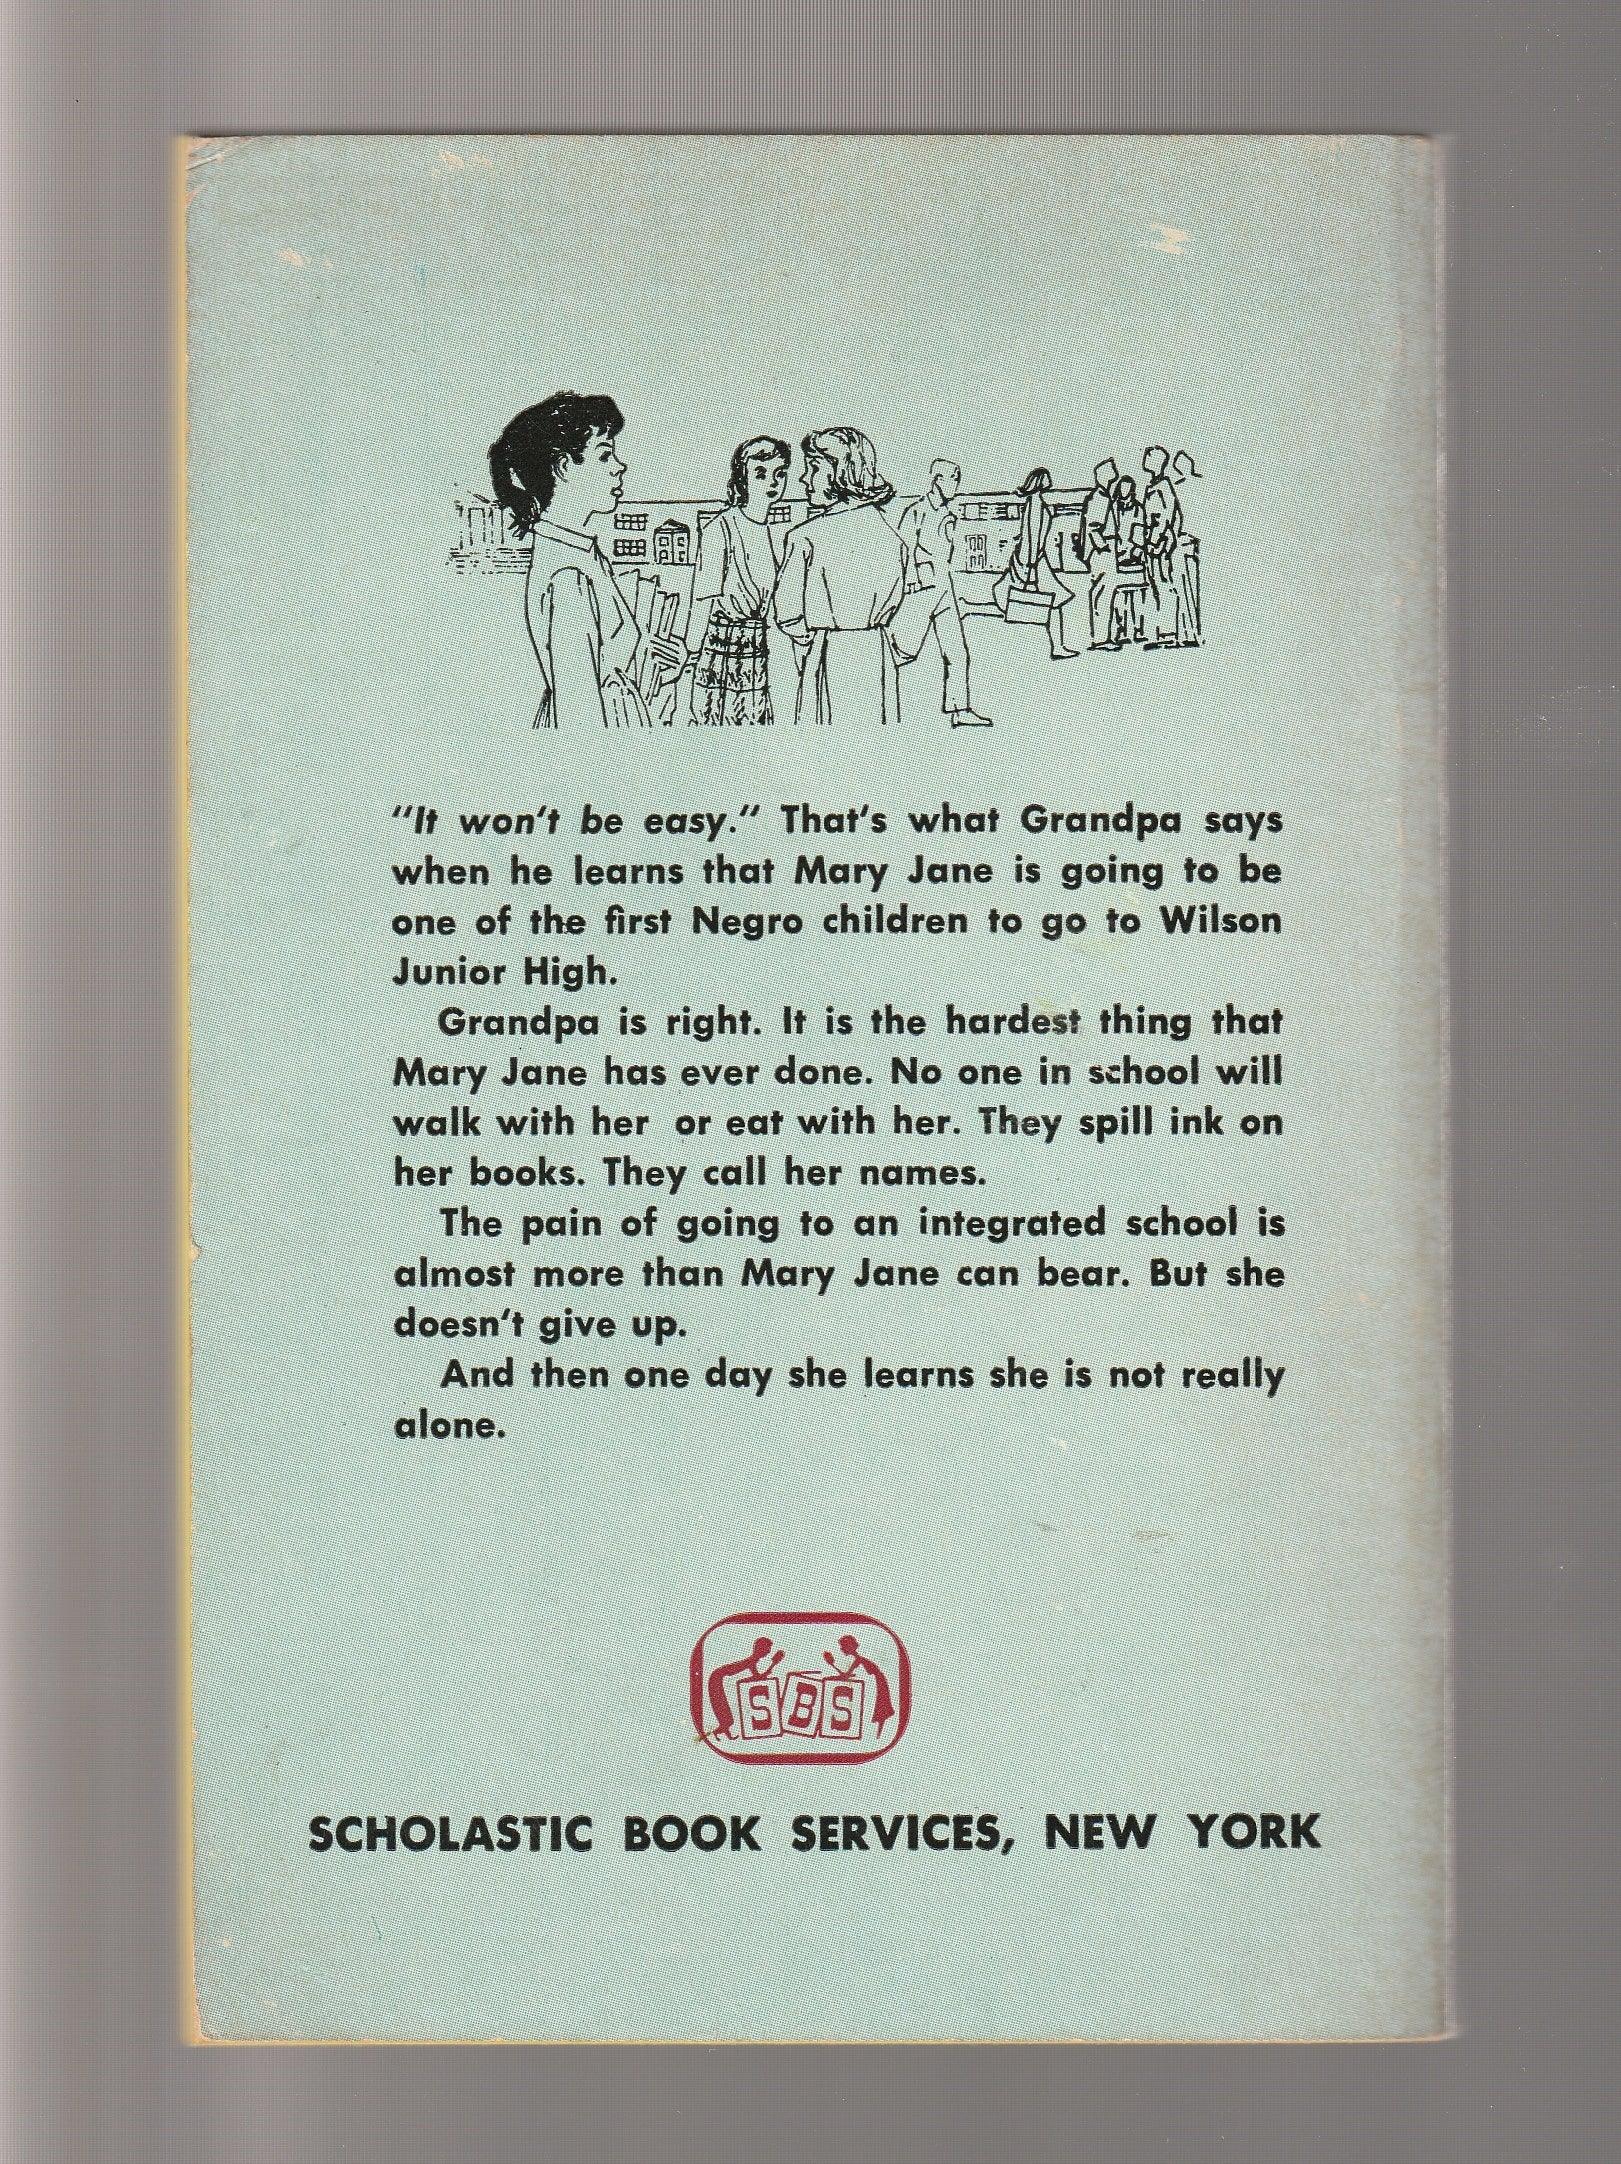 "It won't be easy." That's what Grandpa says
when he learns that Mary Jane is going to be
one of the first Negro children to go to Wilson
Junior High.
Grandpa is right. It is the hardest thing that
Mary Jane has ever done. No one in school will
walk with her or eat with her. They spill ink on
her books. They call her names.
The pain of going to an integrated school is
almost more than Mary Jane can bear. But she
doesn't give up.
And then one day she learns she is not really
alone.
SBS
SCHOLASTIC BOOK SERVICES, NEW YORK